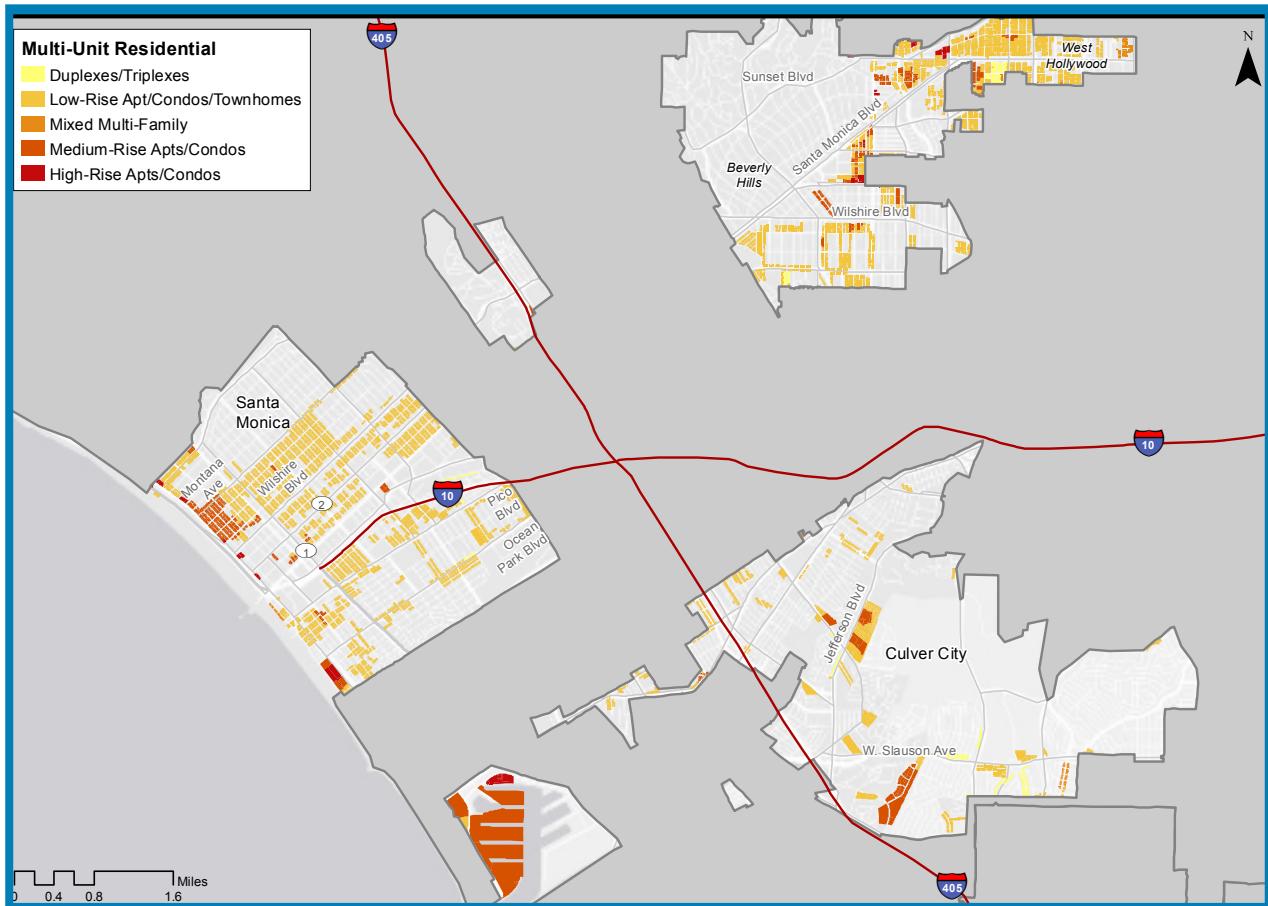 Multi-Unit Residential
Duplexes/Triplexes
Low-Rise Apt/Condos/Townhomes
Mixed Multi-Family
Medium-Rise Apts/Condos
High-Rise Apts/Condos
405
Sunset Blvd
West
Hollywood
N
Santa Monica Blvd
Beverly
Hills
Wilshire Blvd
Santa
Monica
Montana
Ave
Wilshire
Blvd
2
1
10
Pico
Blvd
Ocean
Park Blvd
10
Jefferson Blvd
Culver City
W. Slauson Ave
405
Miles
0 0.4 0.8 1.6